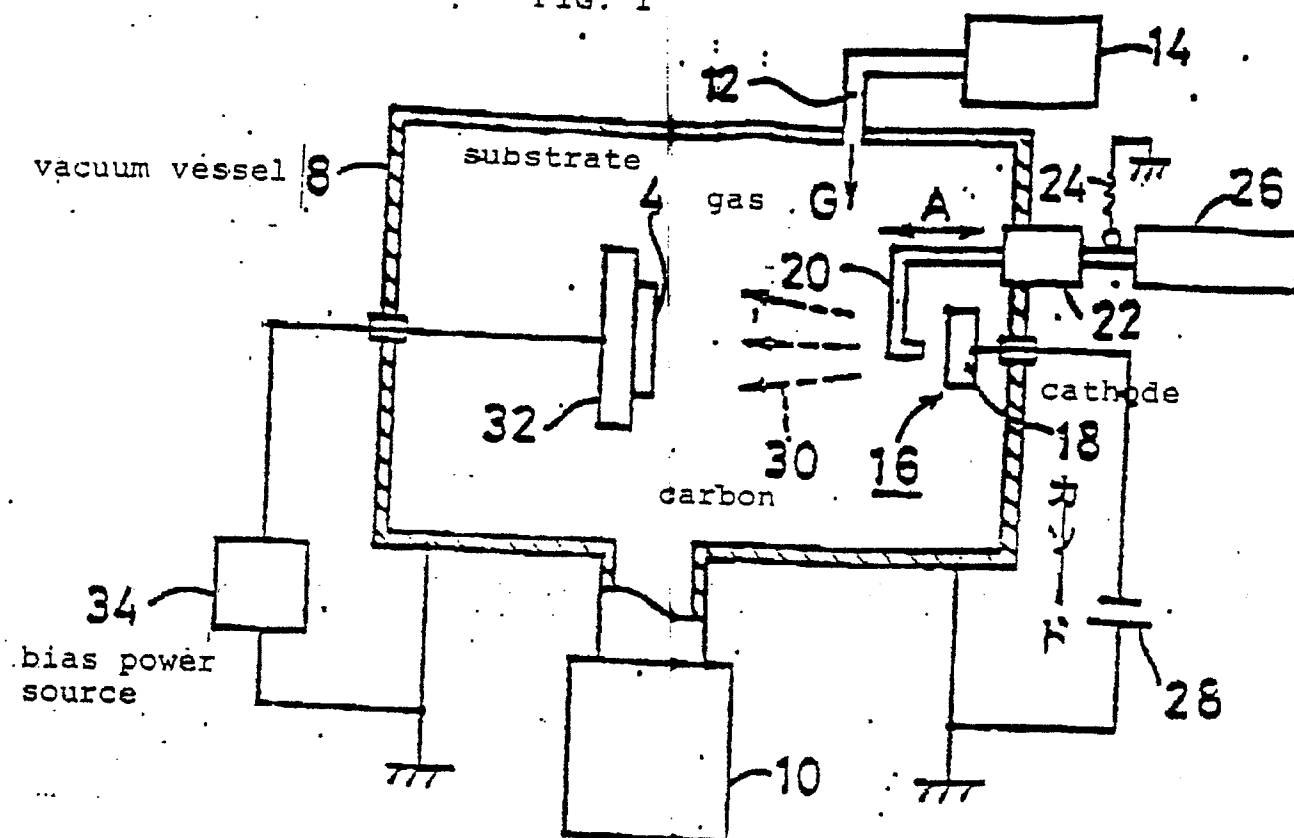 FIG. 1
14
12
substrate
vacuum vessel 8
24
26
4
gas
G
A
20
22
cathode
32
30
16
18
carbon
34
bias power
source
28
10